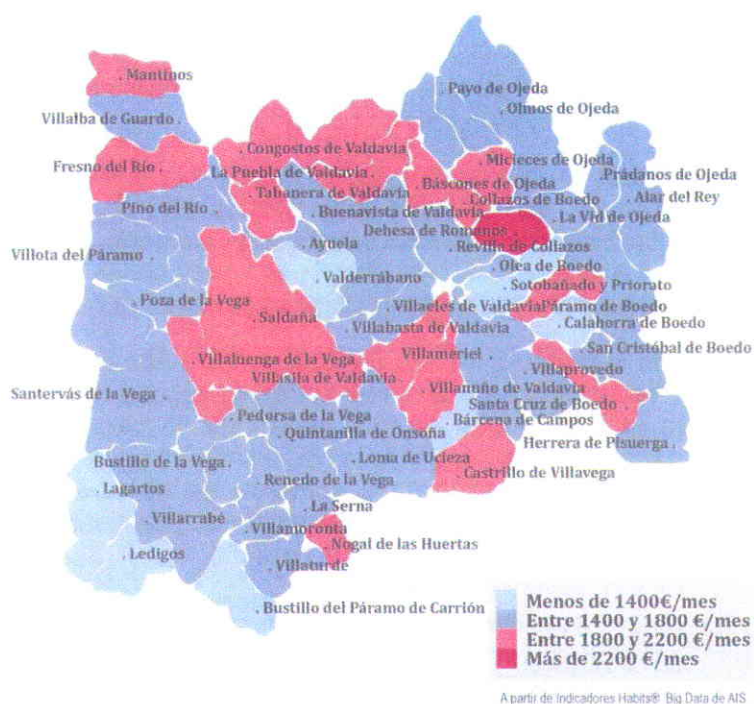 . Mantinos
Payo de Ojeda
. Olmos de Ojeda
Villalba de Guardo .
. Congostos de Valdavia
Micieces de Ojeda
Fresno del Río .
La Puebla de Valdavia .
Báscones de Ojeda
. Prádanos de Ojeda
. Tabanera de Valdavia
Collazos de Boedo
Alar del Rey
Pino del Río .
. Buenavista de Valdavia
. La Vid de Ojeda
Dehesa de Romanos
. Ayuela
Revilla de Collazos
Villota del Páramo .
Olea de Boedo
. Valderrábano
. Sotobañado y Priorato
. Poza de la Vega
. Villaeles de Valdavia
Páramo de Boedo
. Saldaña
. Villabasta de Valdavia
. Calahorra de Boedo
. San Cristóbal de Boedo
. Villaluenga de la Vega
Villameriel .
. Villaprovedo
Villasila de Valdavia
. Villanuño de Valdavia
Santervás de la Vega .
Santa Cruz de Boedo .
. Pedorsa de la Vega
Bárcena de Campos
. Quintanilla de Onsoña
Herrera de Pisuerga .
Bustillo de la Vega .
. Loma de Ucieza
. Castrillo de Villavega
. Lagartos
. Renedo de la Vega
. La Serna
. Villarrabé
. Villamoronta
. Nogal de las Huertas
. Ledigos
. Villaturde
. Bustillo del Páramo de Carrión
Menos de 1400€/mes
Entre 1400 y 1800 €/mes
Entre 1800 y 2200 €/mes
Más de 2200 €/mes
A partir de Indicadores Habits® Big Data de AIS